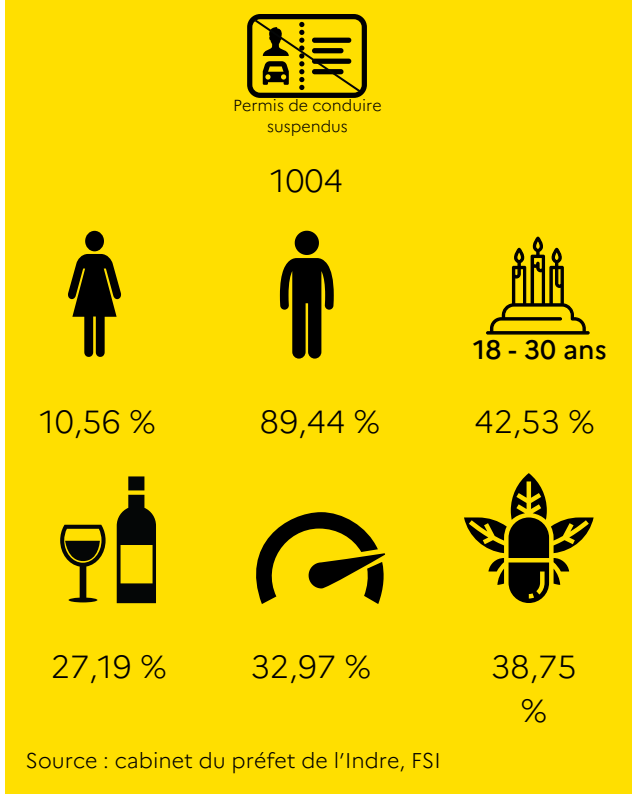 Permis de conduire
suspendus
1004
18 - 30 ans
10,56 %
89,44 %
42,53 %
27,19 %
32,97 %
38,75
%
Source : cabinet du préfet de l'Indre, FSI